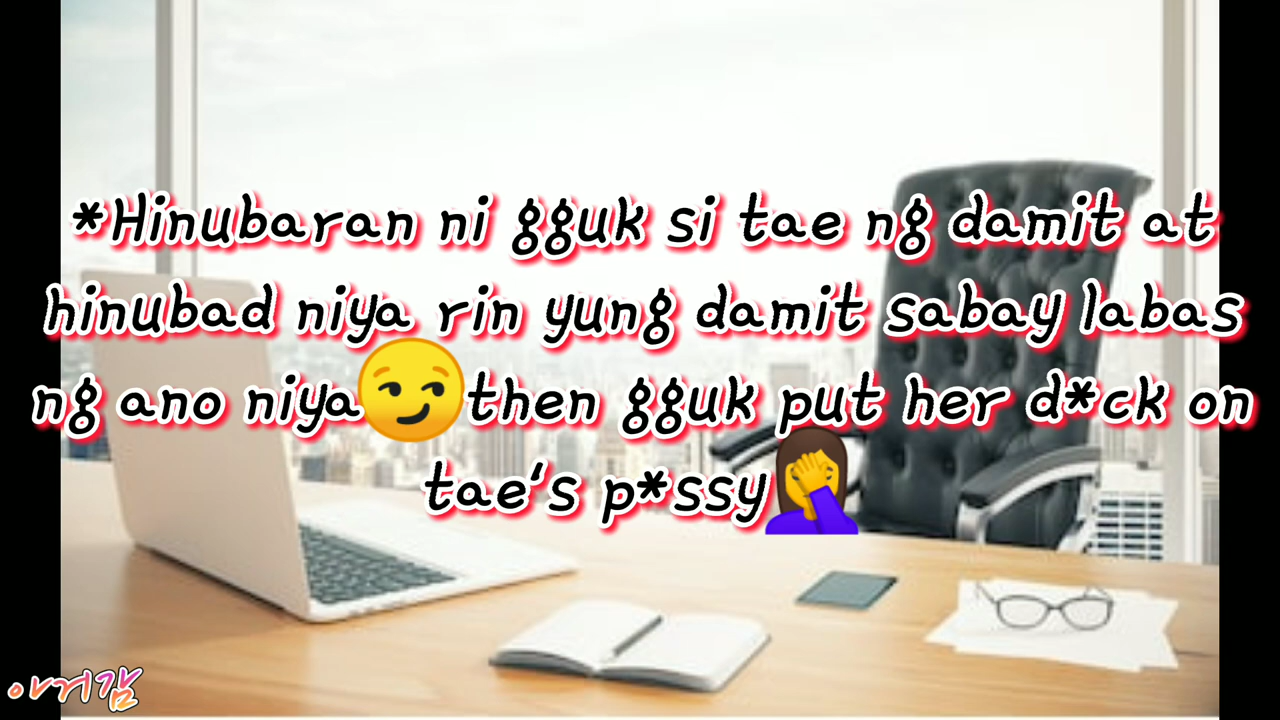 *Hinubaran ni gguk si tae ng damit at
hinubad niya rin yung damit sabay labas
ng ano niya😏then gguk put her d*ck on
tae's p*ssy🤦‍♀️